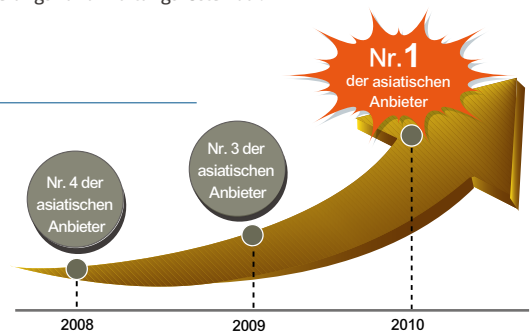 Nr.1
der asiatischen
Anbieter
Nr. 3 der
asiatischen
Anbieter
Nr. 4 der
asiatischen
Anbieter
2008
2009
2010